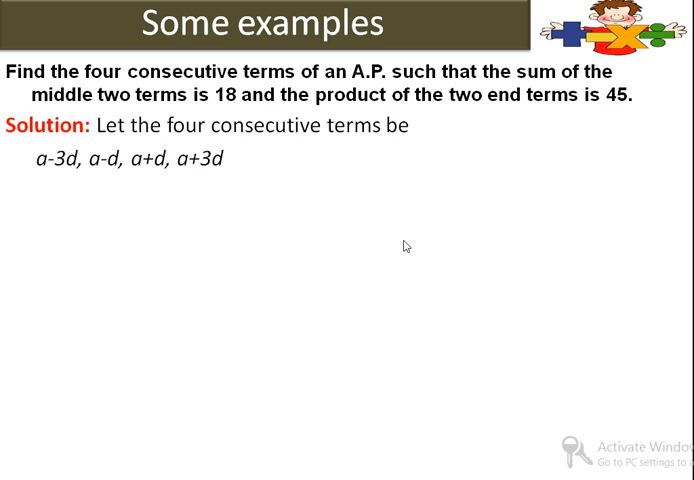 Some examples
Find the four consecutive terms of an A.P. such that the sum of the
middle two terms is 18 and the product of the two end terms is 45.
Solution: Let the four consecutive terms be
a-3d, a-d, a+d, a+3d
Activate Window
Go to PC settings to a